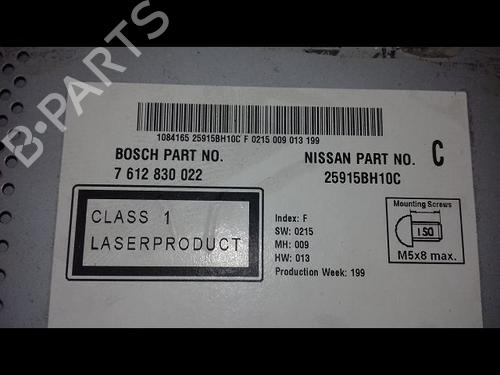 B-PARTS
1084165 25915BH10C F 0215 009 013 199
BOSCH PART NO.
7 612 830 022
NISSAN PART NO.
25915BH10C
C
CLASS 1
LASERPRODUCT
Index: F
SW: 0215
MH: 009
HW: 013
Production Week: 199
Mounting Screws
ISO
M5x8 max.